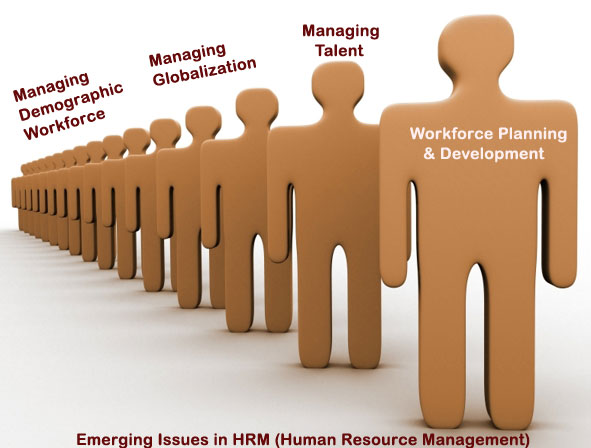 Managing
Demographic
Workforce
Managing
Globalization
Managing
Talent
Workforce Planning
& Development
Emerging Issues in HRM (Human Resource Management)